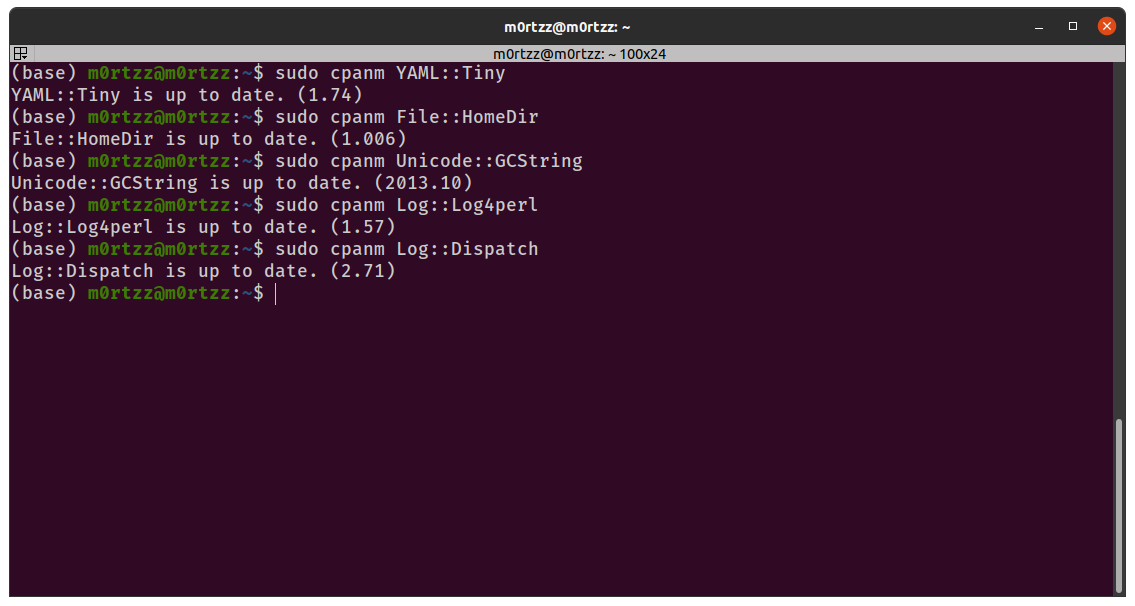 m0rtzz@m0rtzz: ~
m0rtzz@m0rtzz: ~ 100x24
(base) m0rtzz@m0rtzz:~$ sudo cpanm YAML::Tiny
YAML::Tiny is up to date. (1.74)
(base) m0rtzz@m0rtzz:~$ sudo cpanm File::HomeDir
File::HomeDir is up to date. (1.006)
(base) m0rtzz@m0rtzz:~$ sudo cpanm Unicode::GCString
Unicode::GCString is up to date. (2013.10)
(base) m0rtzz@m0rtzz:~$ sudo cpanm Log::Log4perl
Log::Log4perl is up to date. (1.57)
(base) m0rtzz@m0rtzz:~$ sudo cpanm Log::Dispatch
Log::Dispatch is up to date. (2.71)
(base) m0rtzz@m0rtzz:~$